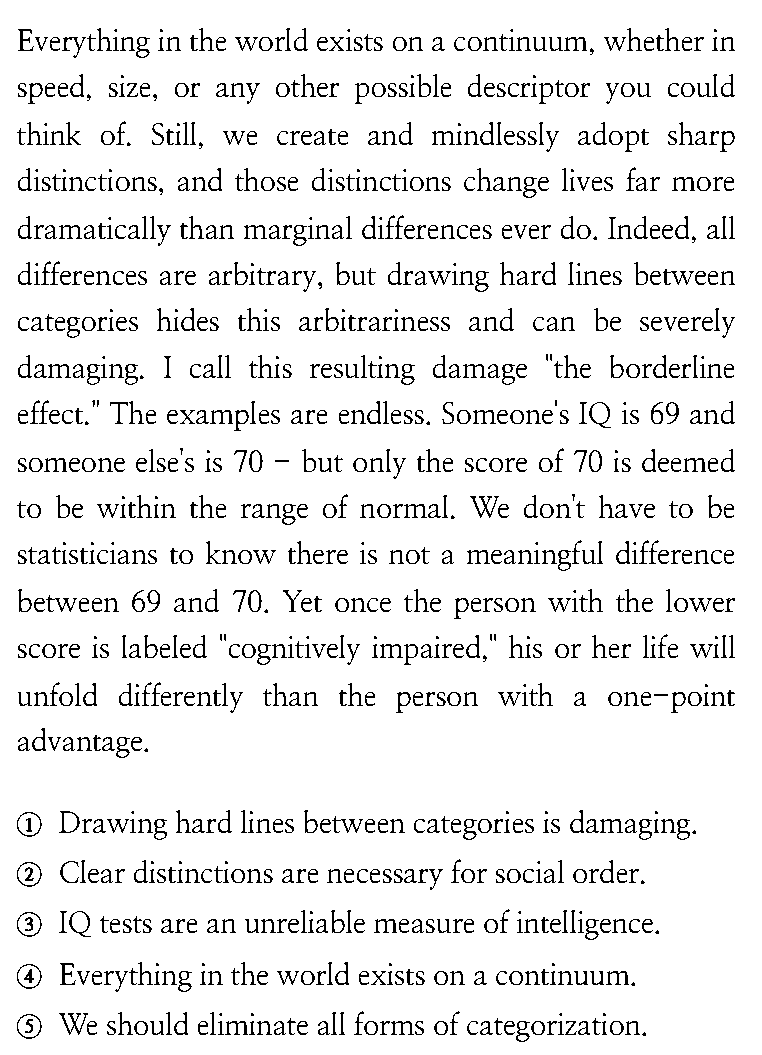 Everything in the world exists on a continuum, whether in
speed, size, or any other possible descriptor you could
think of. Still, we create and mindlessly adopt sharp
distinctions, and those distinctions change lives far more
dramatically than marginal differences ever do. Indeed, all
differences are arbitrary, but drawing hard lines between
categories hides this arbitrariness and can be severely
damaging. I call this resulting damage "the borderline
effect." The examples are endless. Someone's IQ is 69 and
someone else's is 70 - but only the score of 70 is deemed
to be within the range of normal. We don't have to be
statisticians to know there is not a meaningful difference
between 69 and 70. Yet once the person with the lower
score is labeled "cognitively impaired," his or her life will
unfold differently than the person with a one-point
advantage.
① Drawing hard lines between categories is damaging.
② Clear distinctions are necessary for social order.
③ IQ tests are an unreliable measure of intelligence.
④ Everything in the world exists on a continuum.
⑤ We should eliminate all forms of categorization.